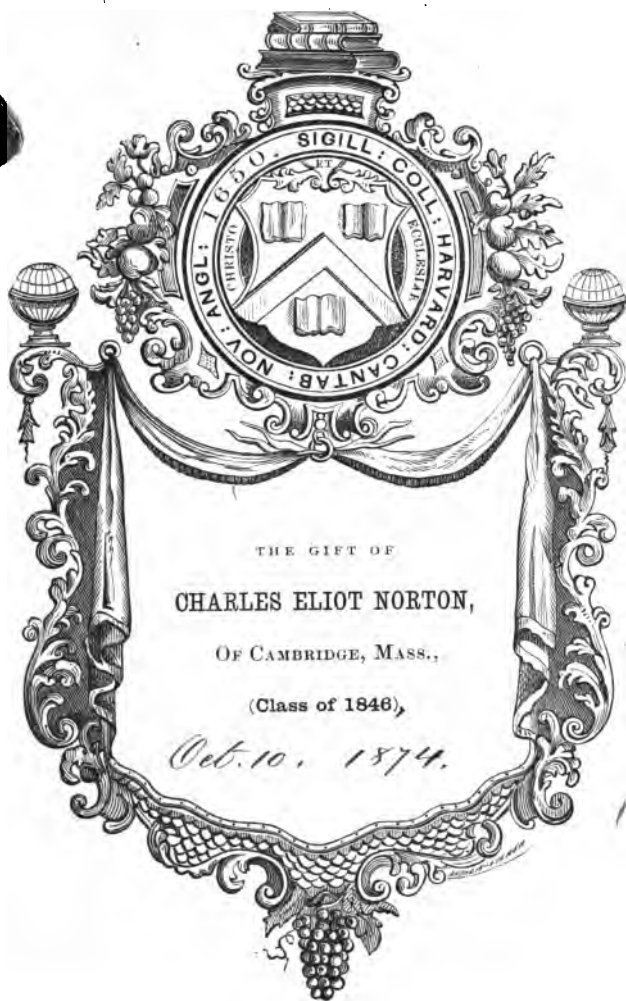 SIGILL: COLL: HARVARD: CANTAB: NOV: ANGL: 1650.
ET
CHRISTO
ECCLESIAE
THE GIFT OF
CHARLES ELIOT NORTON,
OF CAMBRIDGE, MASS.,
(Class of 1846),
Oct. 10. 1874.